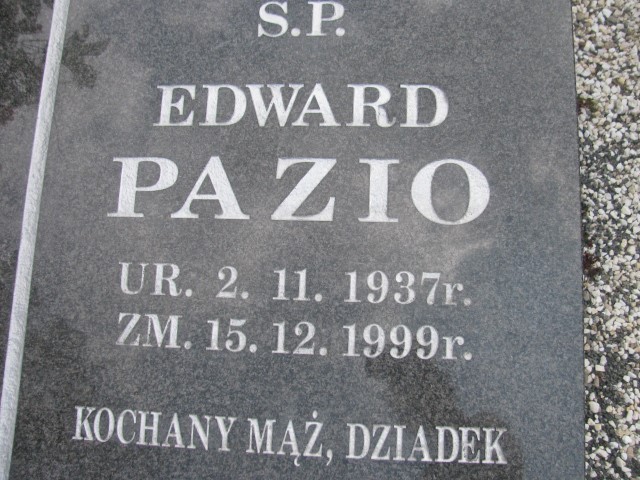 S.P.
EDWARD
PAZIO
UR. 2. 11. 1937r.
ZM. 15. 12. 1999r.
KOCHANY MĄŻ, DZIADEK